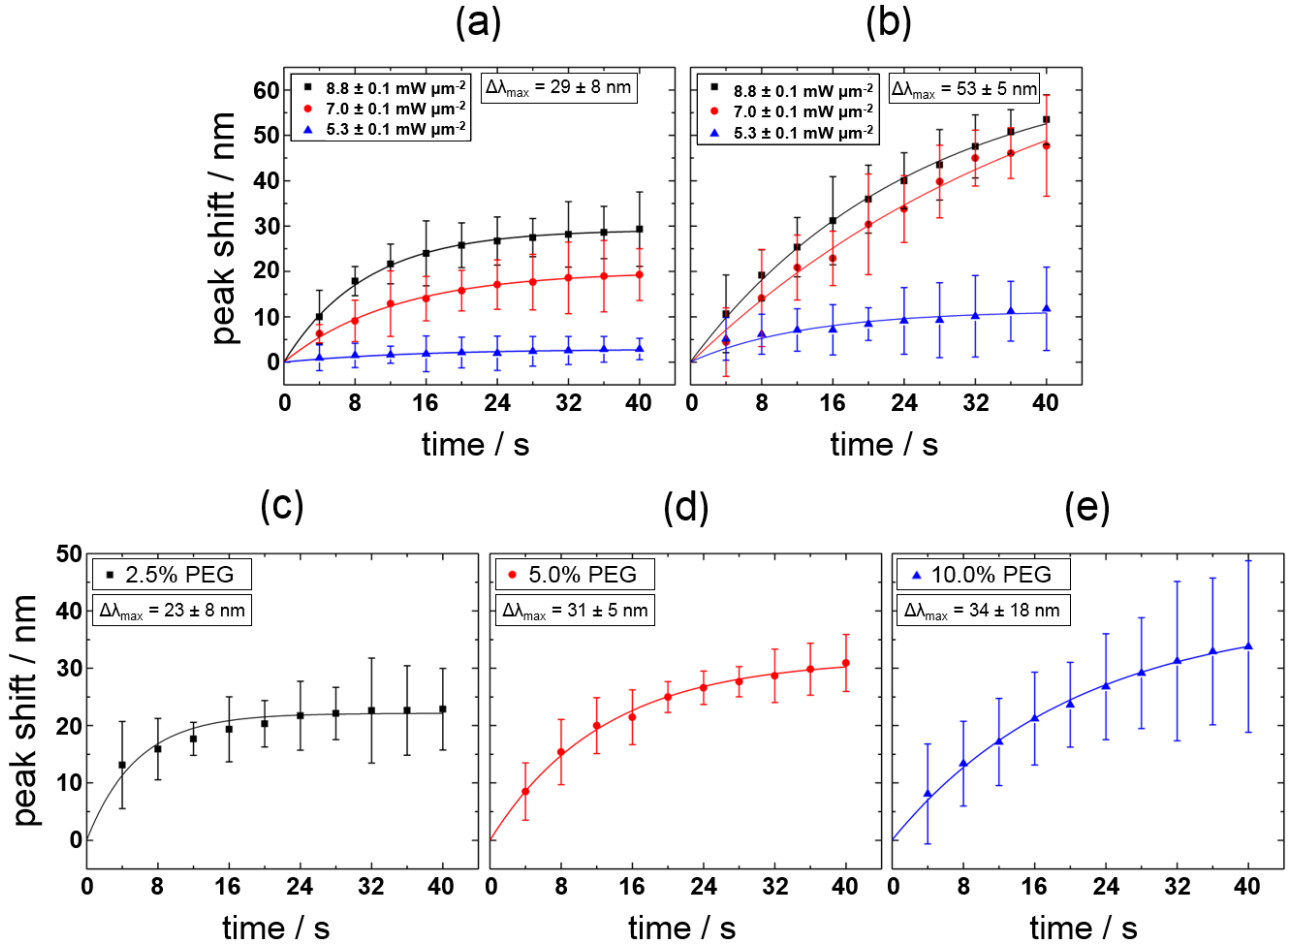 (a)
(b)
8.8 ± 0.1 mW µm⁻²
7.0 ± 0.1 mW µm⁻²
5.3 ± 0.1 mW µm⁻²
Δλmax = 29 ± 8 nm
8.8 ± 0.1 mW µm⁻²
7.0 ± 0.1 mW µm⁻²
5.3 ± 0.1 mW µm⁻²
Δλmax = 53 ± 5 nm
60
50
40
30
20
10
0
peak shift / nm
0 8 16 24 32 40
0 8 16 24 32 40
time / s
time / s
(c)
(d)
(e)
2.5% PEG
Δλmax = 23 ± 8 nm
5.0% PEG
Δλmax = 31 ± 5 nm
10.0% PEG
Δλmax = 34 ± 18 nm
50
40
30
20
10
0
peak shift / nm
0 8 16 24 32 40
0 8 16 24 32 40
0 8 16 24 32 40
time / s
time / s
time / s